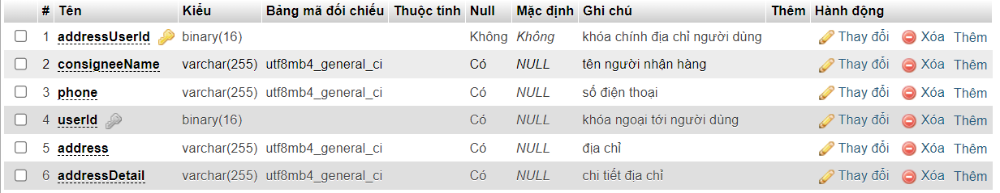 # Tên Kiểu Bảng mã đối chiếu Thuộc tính Null Mặc định Ghi chú Thêm Hành động
1 addressUserId binary(16) Không Không khóa chính địa chỉ người dùng Thay đổi Xóa Thêm
2 consigneeName varchar(255) utf8mb4_general_ci Có NULL tên người nhận hàng Thay đổi Xóa Thêm
3 phone varchar(255) utf8mb4_general_ci Có NULL số điện thoại Thay đổi Xóa Thêm
4 userId binary(16) Có NULL khóa ngoại tới người dùng Thay đổi Xóa Thêm
5 address varchar(255) utf8mb4_general_ci Có NULL địa chỉ Thay đổi Xóa Thêm
6 addressDetail varchar(255) utf8mb4_general_ci Có NULL chi tiết địa chỉ Thay đổi Xóa Thêm